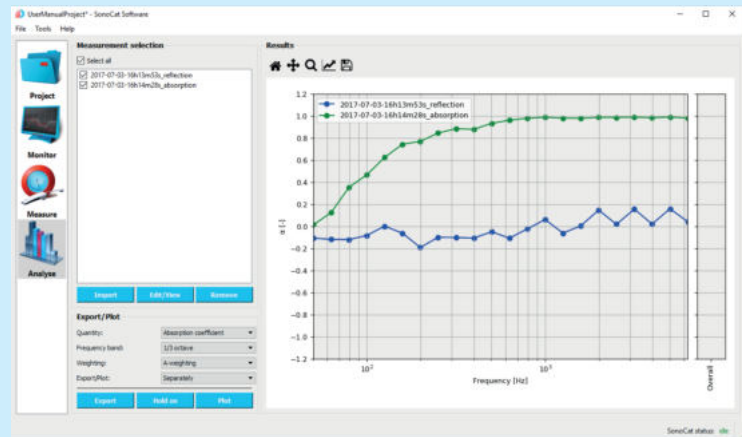 UserManualProject* - SonoCat Software
File Tools Help
Project
Monitor
Measure
Analyse
Measurement selection
Select all
2017-07-03-16h13m53s_reflection
2017-07-03-16h14m28s_absorption
Import Edit/View Remove
Export/Plot
Quantity: Absorption coefficient
Frequency band: 1/3 octave
Weighting: A-weighting
Export/Plot: Separately
Export Hold on Plot
Results
2017-07-03-16h13m53s_reflection
2017-07-03-16h14m28s_absorption
1.2
1.0
0.8
0.6
0.4
0.2
0.0
−0.2
−0.4
−0.6
−0.8
−1.0
−1.2
α [-]
10²
10³
Frequency [Hz]
Overall
SonoCat status: idle